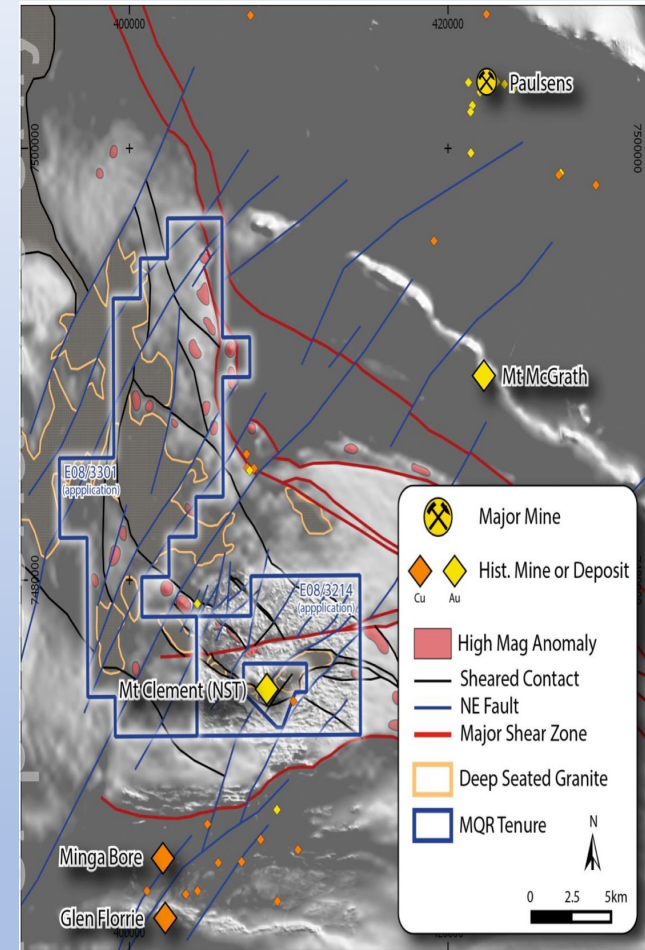 400000
420000
Paulsens
7500000
7500000
Mt McGrath
E08/3301
(appplication)
Major Mine
Hist. Mine or Deposit
Cu
Au
7480000
E08/3214
(appplication)
High Mag Anomaly
Sheared Contact
Mt Clement (NST)
NE Fault
Major Shear Zone
Deep Seated Granite
MQR Tenure
N
Minga Bore
0 2.5 5km
Glen Florrie
400000